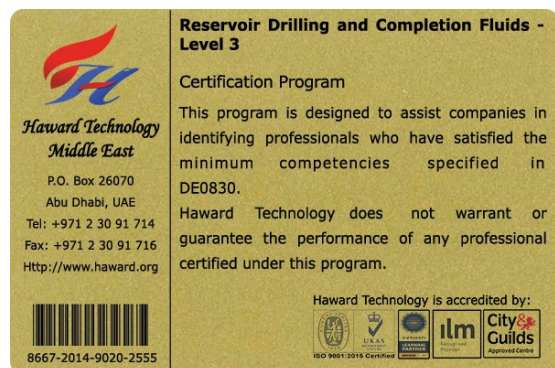 Haward Technology
Middle East
P.O. Box 26070
Abu Dhabi, UAE
Tel: +971 2 30 91 714
Fax: +971 2 30 91 716
Http://www.haward.org
8667-2014-9020-2555
Reservoir Drilling and Completion Fluids -
Level 3
Certification Program
This program is designed to assist companies in
identifying professionals who have satisfied the
minimum competencies specified in
DE0830.
Haward Technology does not warrant or
guarantee the performance of any professional
certified under this program.
Haward Technology is accredited by:
UKAS
ISO 9001:2015 Certified
LEARNING
PARTNER
ilm
Recognised
Provider
City&
Guilds
Approved Centre